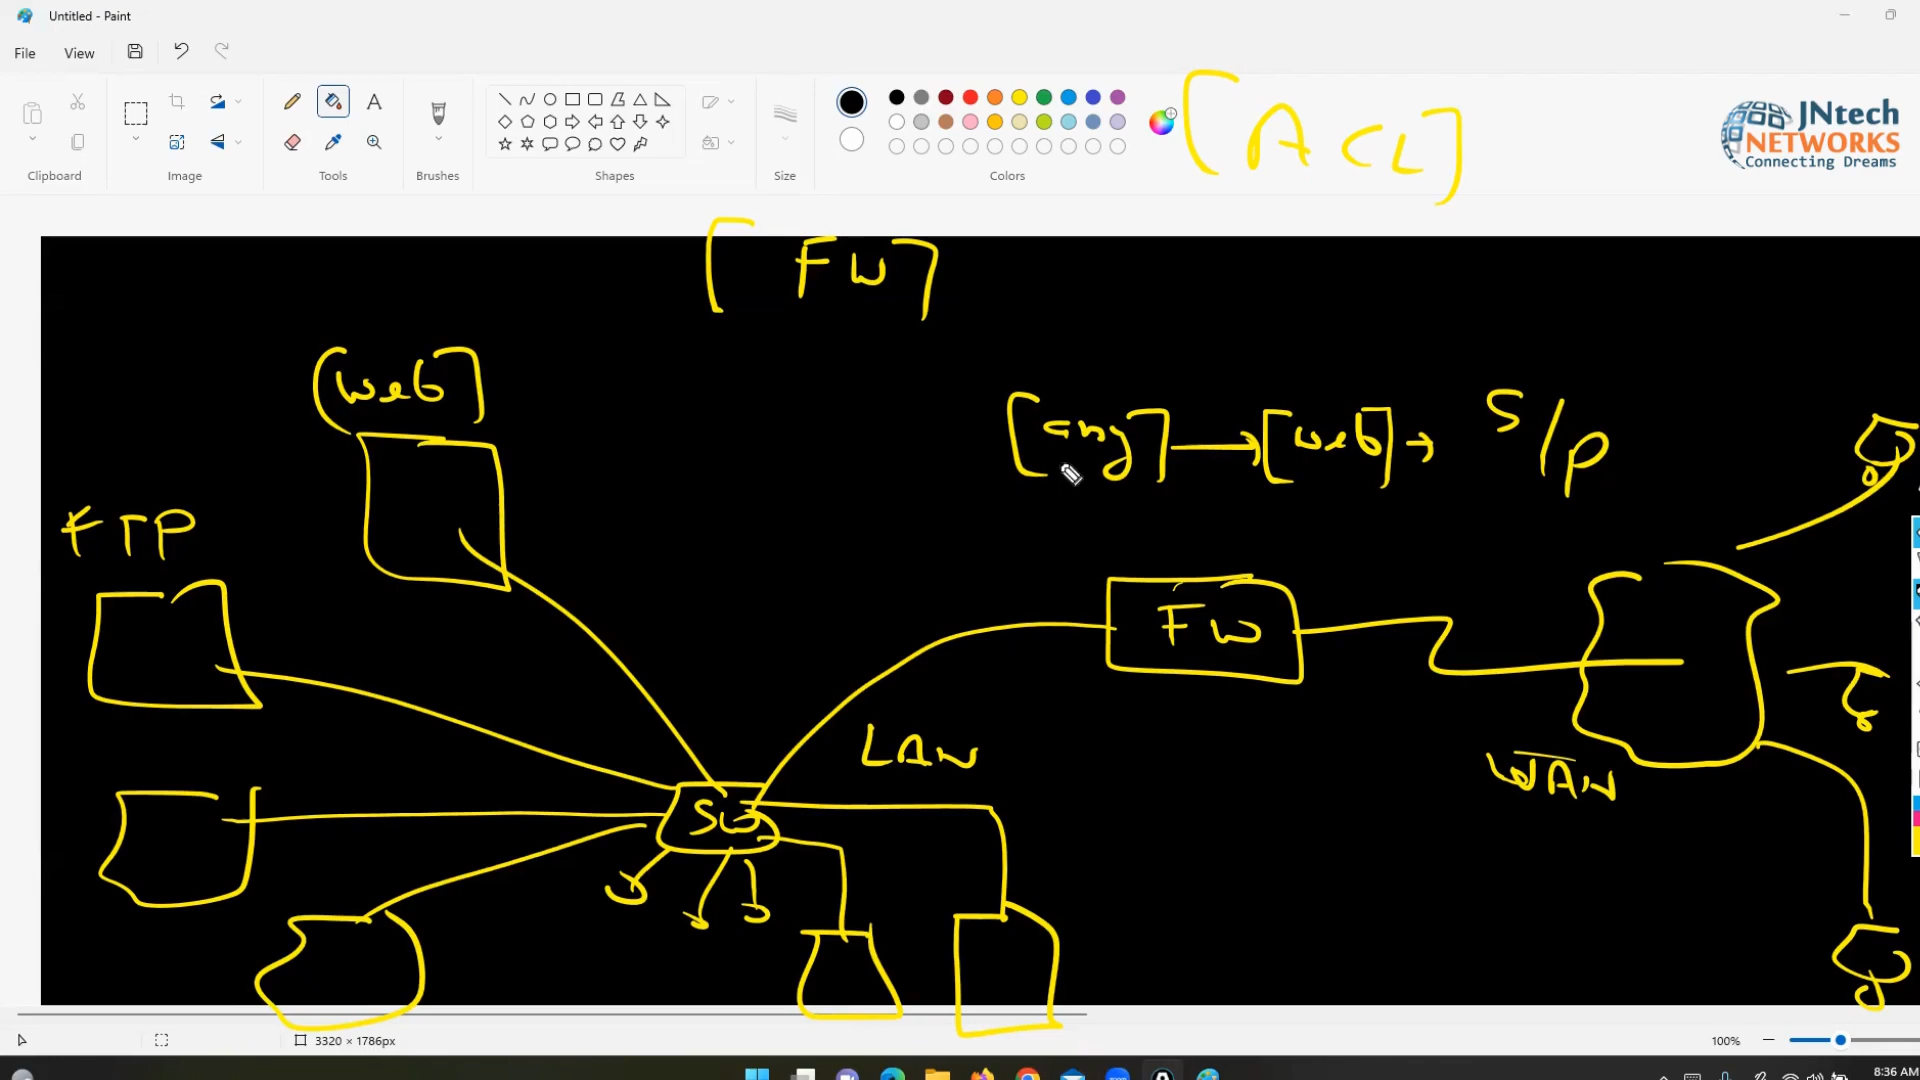 Untitled - Paint
File
View
Clipboard
Image
Tools
Brushes
Shapes
Size
Colors
[ACL]
JNtech
NETWORKS
Connecting Dreams
[FW]
[Web]
[any] → [web] → S/P
FTP
FW
LAN
WAN
SW
3320 × 1786px
100%
8:36 AM